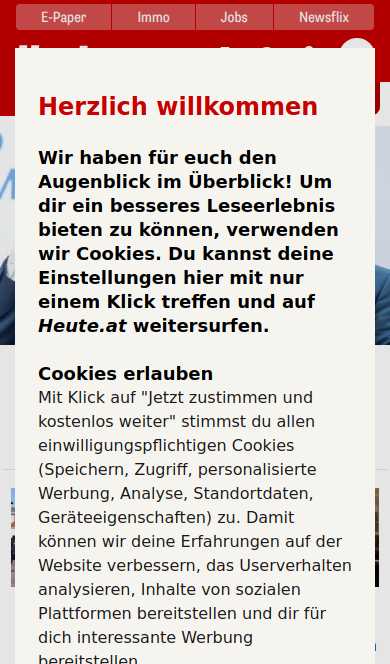 E-Paper Immo Jobs Newsflix
Herzlich willkommen
Wir haben für euch den
Augenblick im Überblick! Um
dir ein besseres Leseerlebnis
bieten zu können, verwenden
wir Cookies. Du kannst deine
Einstellungen hier mit nur
einem Klick treffen und auf
Heute.at weitersurfen.
Cookies erlauben
Mit Klick auf "Jetzt zustimmen und
kostenlos weiter" stimmst du allen
einwilligungspflichtigen Cookies
(Speichern, Zugriff, personalisierte
Werbung, Analyse, Standortdaten,
Geräteeigenschaften) zu. Damit
können wir deine Erfahrungen auf der
Website verbessern, das Userverhalten
analysieren, Inhalte von sozialen
Plattformen bereitstellen und dir für
dich interessante Werbung
bereitstellen.